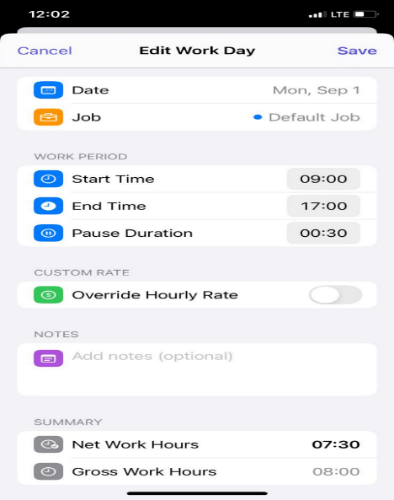 12:02 LTE
Cancel Edit Work Day Save
Date Mon, Sep 1
Job Default Job
WORK PERIOD
Start Time 09:00
End Time 17:00
Pause Duration 00:30
CUSTOM RATE
Override Hourly Rate
NOTES
Add notes (optional)
SUMMARY
Net Work Hours 07:30
Gross Work Hours 08:00